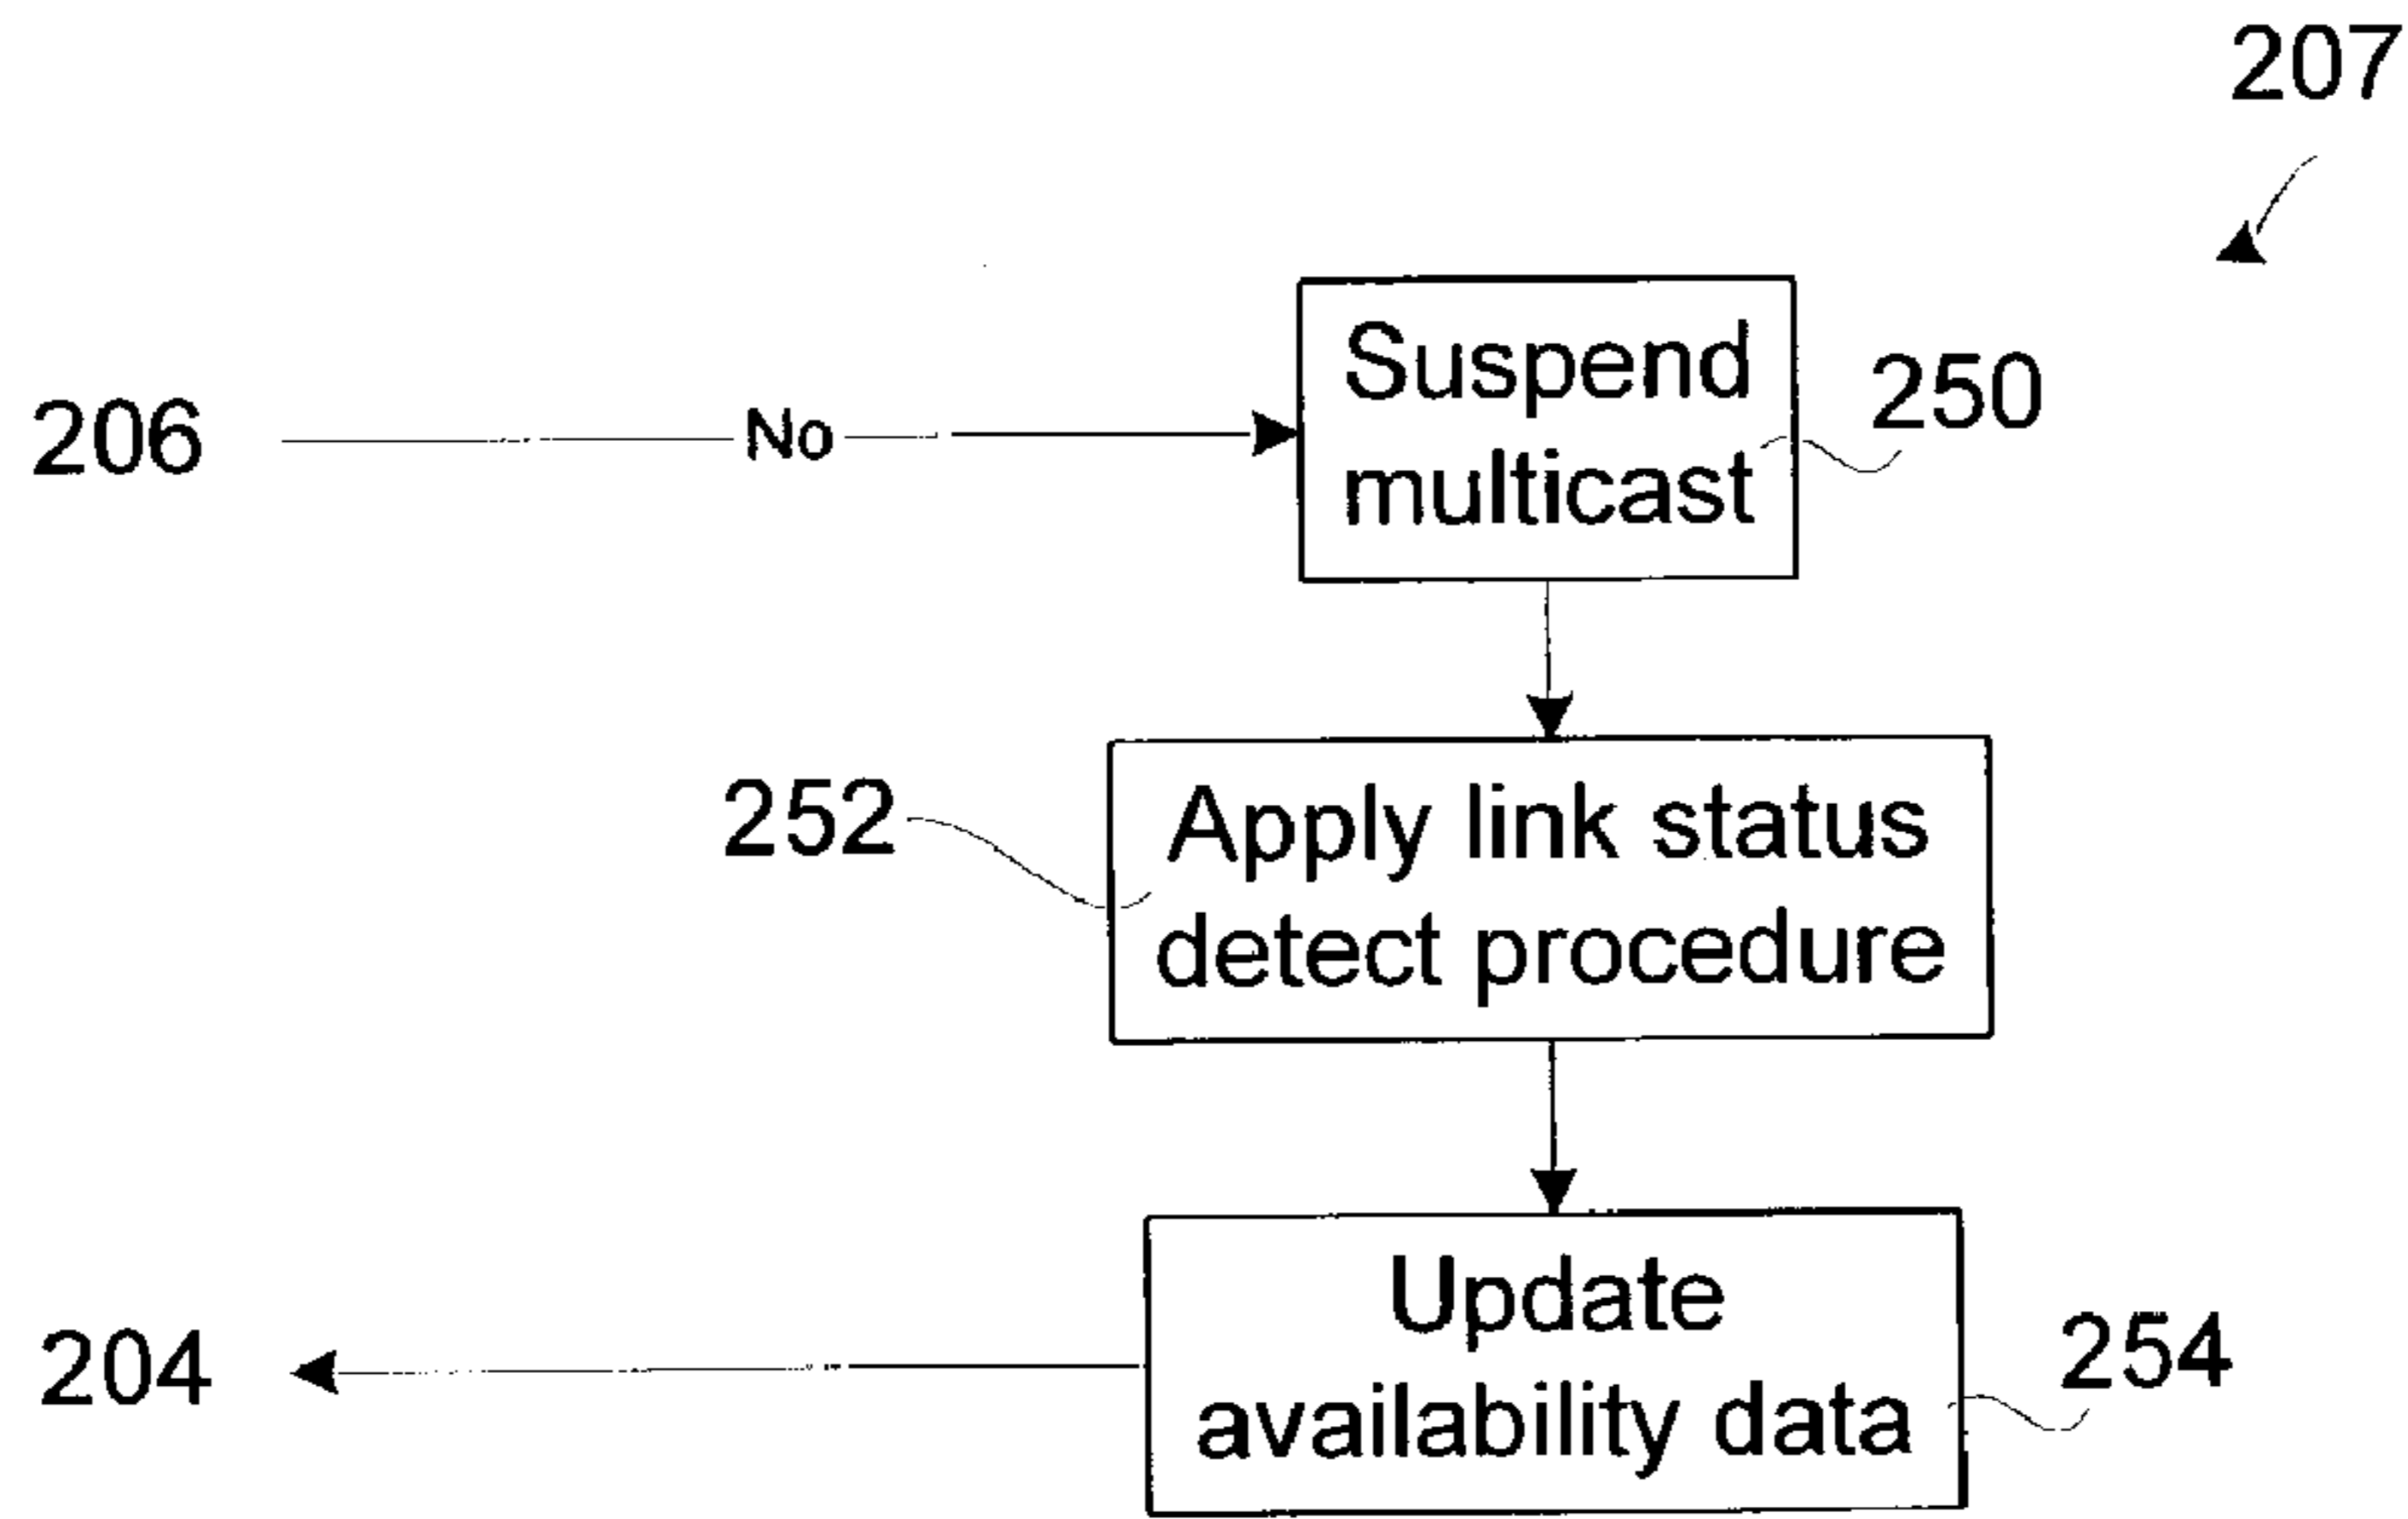 207
Suspend
250
206
No
multicast
252
Apply link status
detect procedure
Update
204
254
availability data